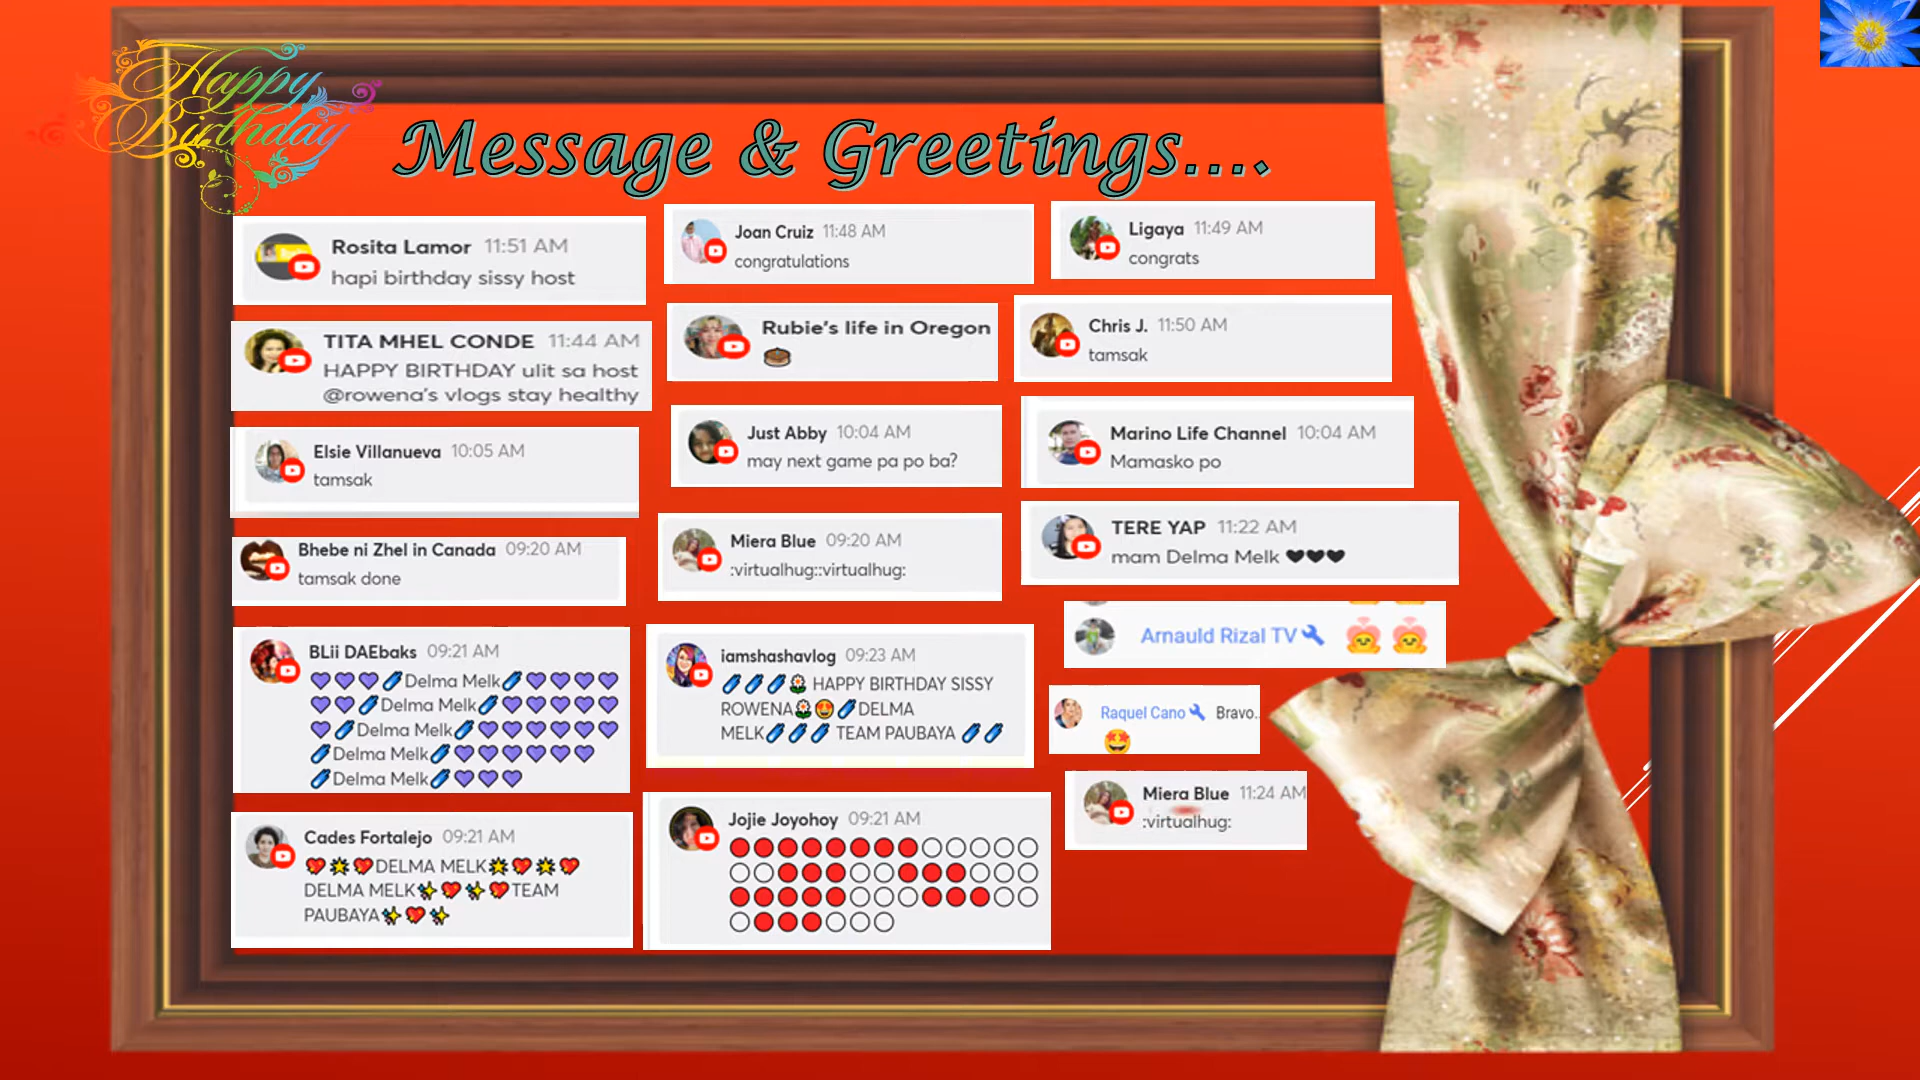 Happy
Birthday
Message & Greetings....
Rosita Lamor 11:51 AM
hapi birthday sissy host
Joan Cruiz 11:48 AM
congratulations
Ligaya 11:49 AM
congrats
TITA MHEL CONDE 11:44 AM
HAPPY BIRTHDAY ulit sa host
@rowena's vlogs stay healthy
Rubie's life in Oregon
🎂
Chris J. 11:50 AM
tamsak
Elsie Villanueva 10:05 AM
tamsak
Just Abby 10:04 AM
may next game pa po ba?
Marino Life Channel 10:04 AM
Mamasko po
Bhebe ni Zhel in Canada 09:20 AM
tamsak done
Miera Blue 09:20 AM
:virtualhug::virtualhug:
TERE YAP 11:22 AM
mam Delma Melk 🖤🖤🖤
Arnauld Rizal TV
BLii DAEbaks 09:21 AM
💜💜💜Delma Melk💜💜💜💜
💜💜Delma Melk💜💜💜💜💜
💜Delma Melk💜💜💜💜💜💜
Delma Melk💜💜💜💜💜💜
Delma Melk💜💜💜
iamshashavlog 09:23 AM
HAPPY BIRTHDAY SISSY
ROWENA DELMA
MELK TEAM PAUBAYA
Raquel Cano Bravo..
🤩
Miera Blue 11:24 AM
:virtualhug:
Cades Fortalejo 09:21 AM
💖🌟💖DELMA MELK🌟💖🌟💖
DELMA MELK✨💖✨💖TEAM
PAUBAYA✨💖✨
Jojie Joyohoy 09:21 AM
🔴🔴🔴🔴🔴🔴🔴🔴⚪⚪⚪⚪⚪
⚪⚪🔴🔴🔴⚪⚪🔴🔴🔴⚪⚪⚪
🔴🔴🔴🔴🔴⚪⚪⚪🔴🔴🔴⚪⚪
⚪🔴🔴🔴⚪⚪⚪